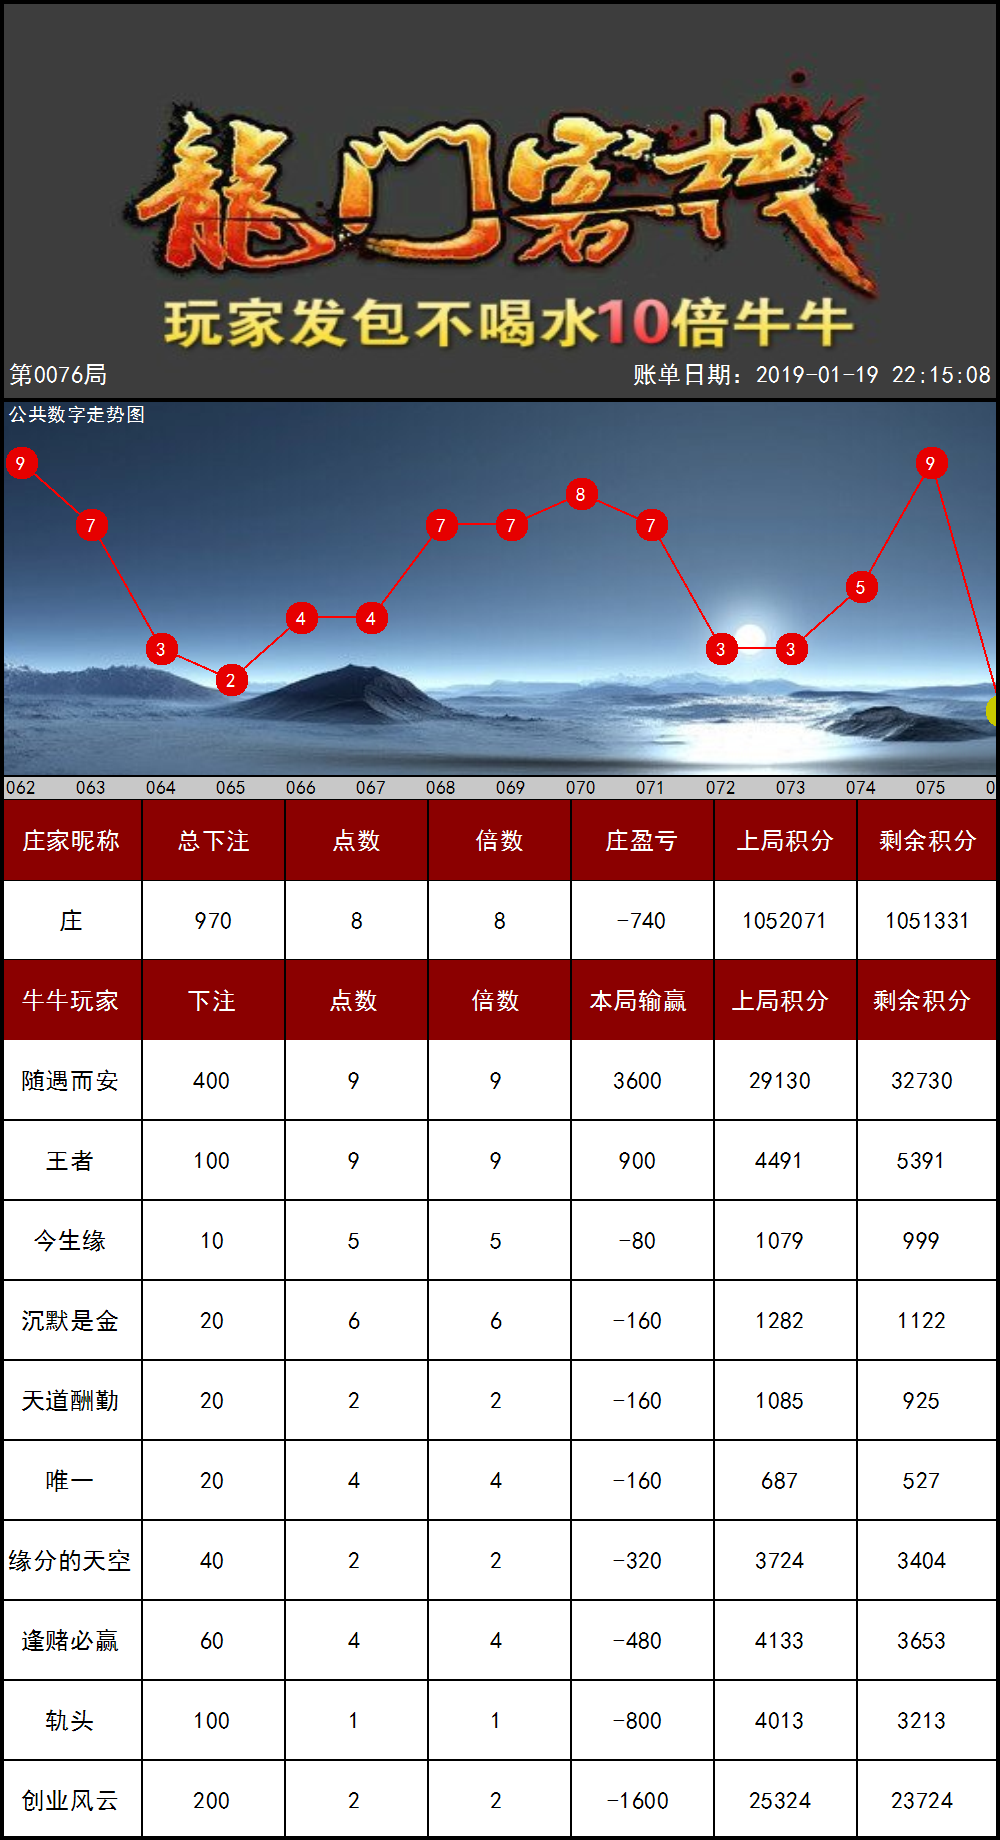 龍门客栈
玩家发包不喝水10倍牛牛
第0076局 账单日期：2019-01-19 22:15:08
公共数字走势图
9 7 3 2 4 4 7 7 8 7 3 3 5 9
062 063 064 065 066 067 068 069 070 071 072 073 074 075 0
庄家昵称 总下注 点数 倍数 庄盈亏 上局积分 剩余积分
庄 970 8 8 -740 1052071 1051331
牛牛玩家 下注 点数 倍数 本局输赢 上局积分 剩余积分
随遇而安 400 9 9 3600 29130 32730
王者 100 9 9 900 4491 5391
今生缘 10 5 5 -80 1079 999
沉默是金 20 6 6 -160 1282 1122
天道酬勤 20 2 2 -160 1085 925
唯一 20 4 4 -160 687 527
缘分的天空 40 2 2 -320 3724 3404
逢赌必赢 60 4 4 -480 4133 3653
轨头 100 1 1 -800 4013 3213
创业风云 200 2 2 -1600 25324 23724